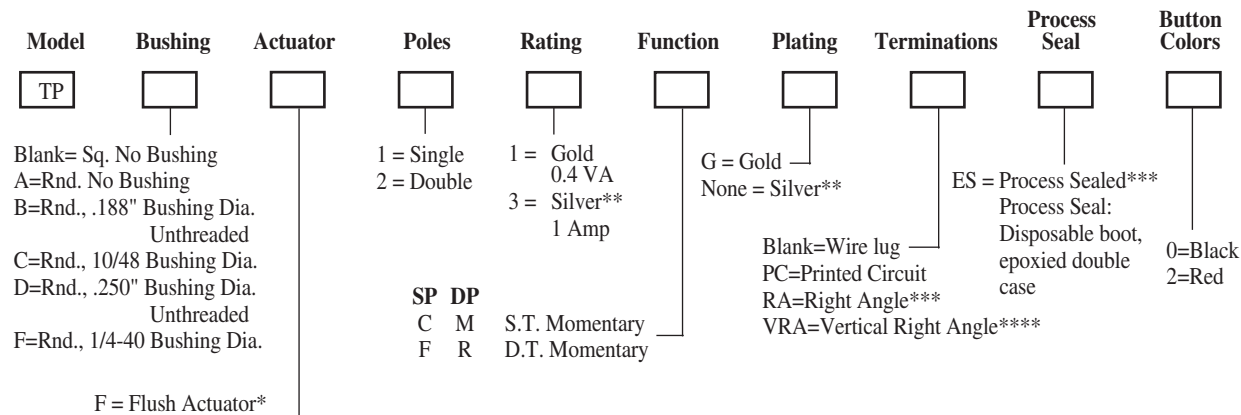 Model Bushing Actuator Poles Rating Function Plating Terminations Process Seal Button Colors
TP
Blank= Sq. No Bushing
A=Rnd. No Bushing
B=Rnd., .188" Bushing Dia.
Unthreaded
C=Rnd., 10/48 Bushing Dia.
D=Rnd., .250" Bushing Dia.
Unthreaded
F=Rnd., 1/4-40 Bushing Dia.
F = Flush Actuator*
1 = Single
2 = Double
1 = Gold
0.4 VA
3 = Silver**
1 Amp
SP DP
C M S.T. Momentary
F R D.T. Momentary
G = Gold
None = Silver**
Blank=Wire lug
PC=Printed Circuit
RA=Right Angle***
VRA=Vertical Right Angle****
ES = Process Sealed***
Process Seal:
Disposable boot,
epoxied double
case
0=Black
2=Red